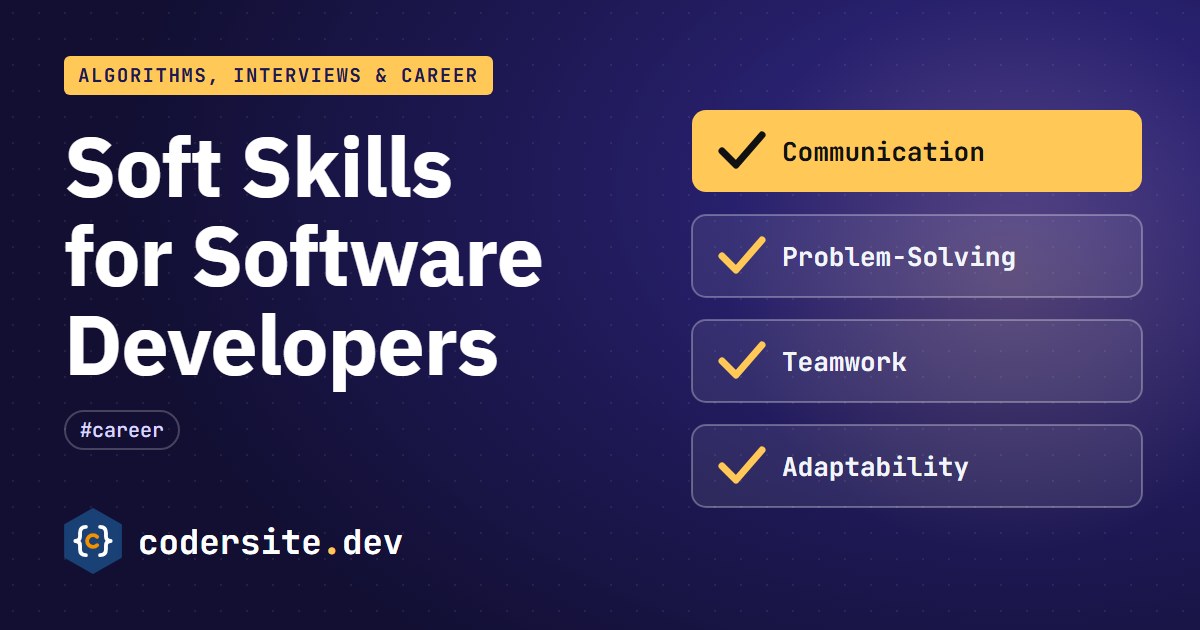 ALGORITHMS, INTERVIEWS & CAREER
Soft Skills
for Software
Developers
#career
{c} codersite.dev
Communication
Problem-Solving
Teamwork
Adaptability